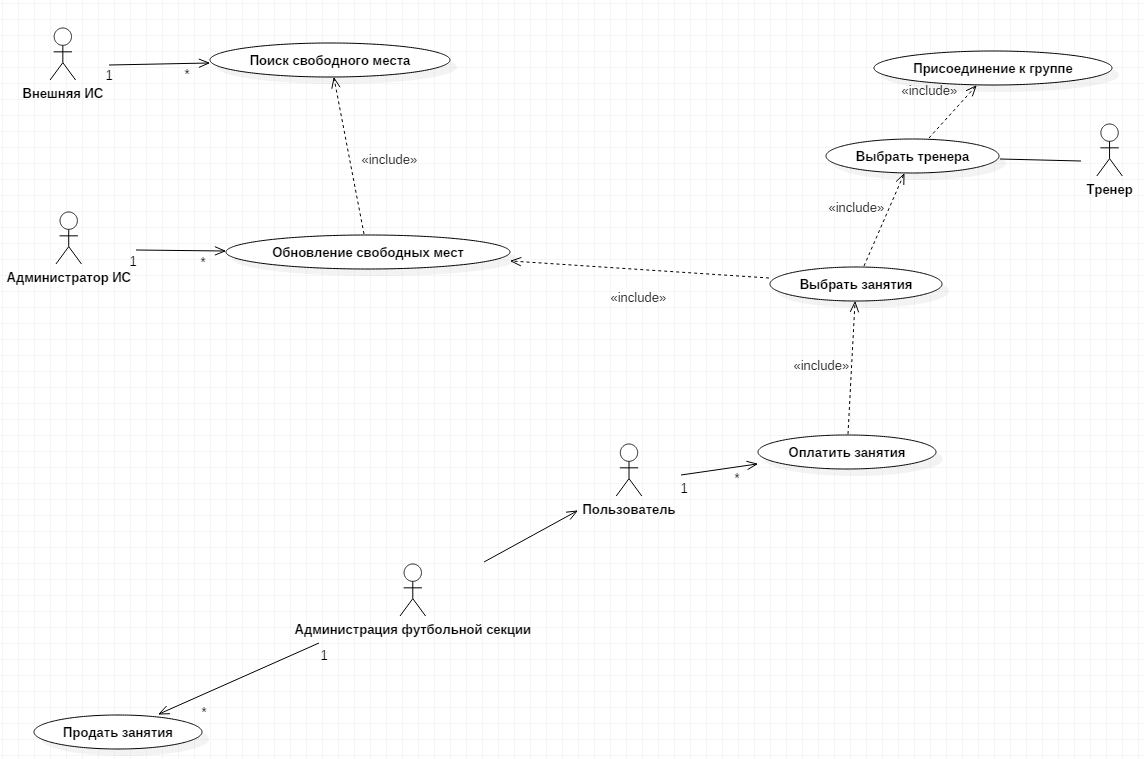 Поиск свободного места
Присоединение к группе
1
*
Внешняя ИС
«include»
Выбрать тренера
«include»
Тренер
«include»
Обновление свободных мест
1
*
Администратор ИС
Выбрать занятия
«include»
«include»
Оплатить занятия
1
*
Пользователь
Администрация футбольной секции
1
*
Продать занятия